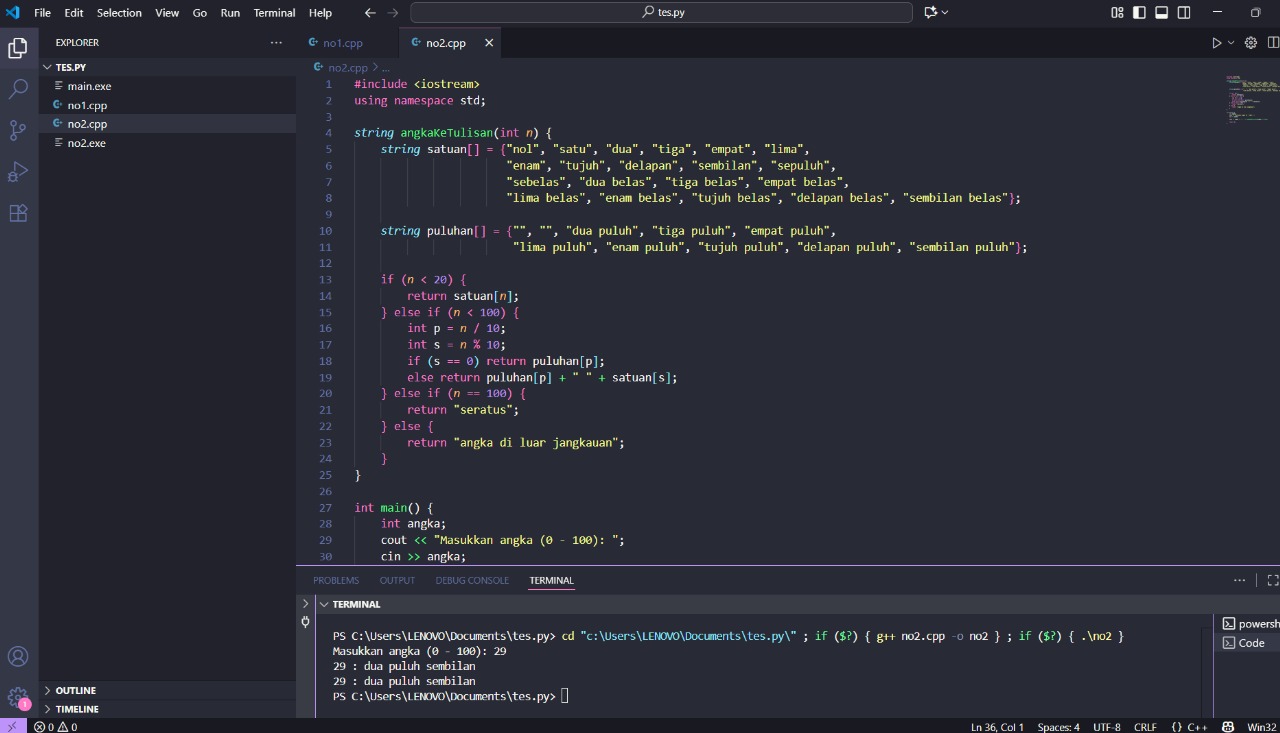 File Edit Selection View Go Run Terminal Help
tes.py
EXPLORER
TES.PY
main.exe
no1.cpp
no2.cpp
no2.exe
OUTLINE
TIMELINE
no1.cpp
no2.cpp
no2.cpp > ...
1 #include <iostream>
2 using namespace std;
3
4 string angkaKeTulisan(int n) {
5 string satuan[] = {"nol", "satu", "dua", "tiga", "empat", "lima",
6 "enam", "tujuh", "delapan", "sembilan", "sepuluh",
7 "sebelas", "dua belas", "tiga belas", "empat belas",
8 "lima belas", "enam belas", "tujuh belas", "delapan belas", "sembilan belas"};
9
10 string puluhan[] = {"", "", "dua puluh", "tiga puluh", "empat puluh",
11 "lima puluh", "enam puluh", "tujuh puluh", "delapan puluh", "sembilan puluh"};
12
13 if (n < 20) {
14 return satuan[n];
15 } else if (n < 100) {
16 int p = n / 10;
17 int s = n % 10;
18 if (s == 0) return puluhan[p];
19 else return puluhan[p] + " " + satuan[s];
20 } else if (n == 100) {
21 return "seratus";
22 } else {
23 return "angka di luar jangkauan";
24 }
25 }
26
27 int main() {
28 int angka;
29 cout << "Masukkan angka (0 - 100): ";
30 cin >> angka;
PROBLEMS OUTPUT DEBUG CONSOLE TERMINAL
TERMINAL
PS C:\Users\LENOVO\Documents\tes.py> cd "c:\Users\LENOVO\Documents\tes.py\" ; if ($?) { g++ no2.cpp -o no2 } ; if ($?) { .\no2 }
Masukkan angka (0 - 100): 29
29 : dua puluh sembilan
29 : dua puluh sembilan
PS C:\Users\LENOVO\Documents\tes.py>
powersh
Code
1
0 0
Ln 36, Col 1 Spaces: 4 UTF-8 CRLF {} C++ Win32